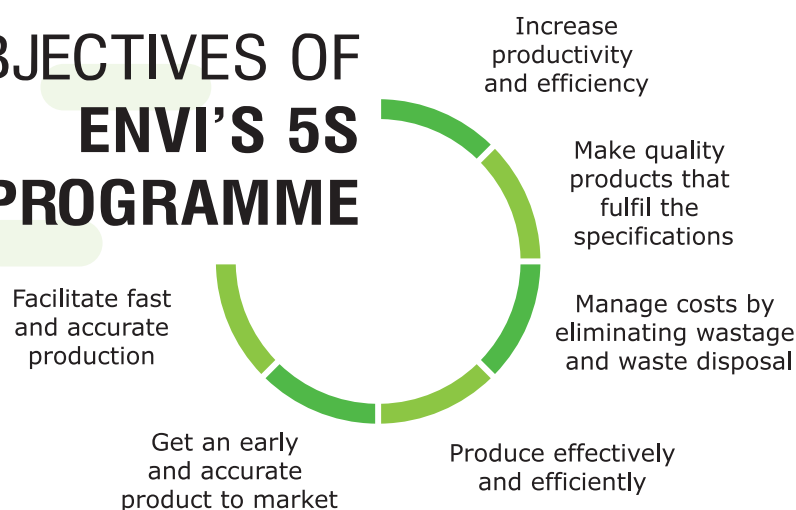 BJECTIVES OF
ENVI'S 5S
PROGRAMME
Increase
productivity
and efficiency
Make quality
products that
fulfil the
specifications
Manage costs by
eliminating wastage
and waste disposal
Produce effectively
and efficiently
Get an early
and accurate
product to market
Facilitate fast
and accurate
production